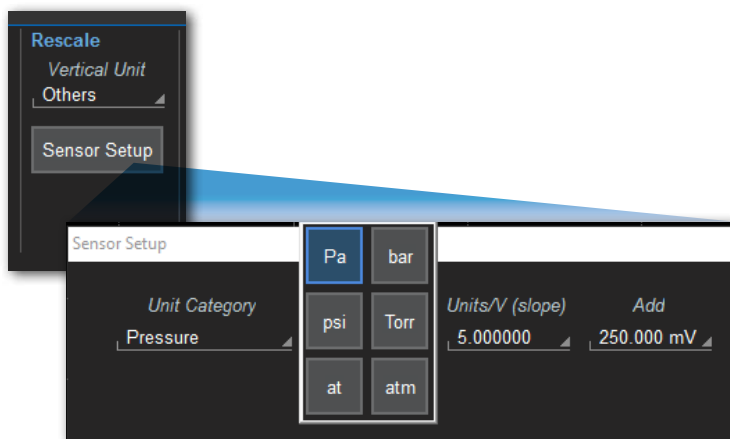 Rescale
Vertical Unit
Others
Sensor Setup
Sensor Setup
Unit Category
Pressure
Pa bar
psi Torr
at atm
Units/V (slope) Add
5.000000 250.000 mV